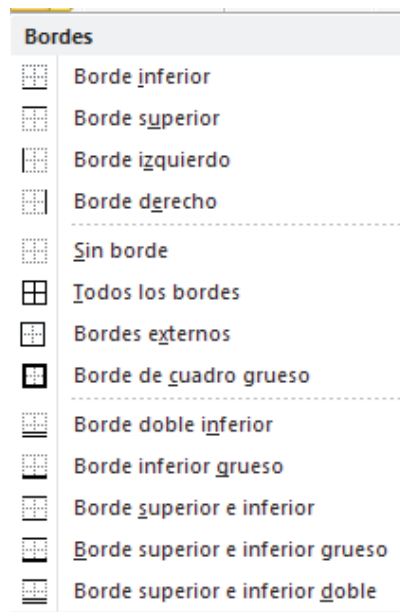 Bordes
Borde inferior
Borde superior
Borde izquierdo
Borde derecho
Sin borde
Todos los bordes
Bordes externos
Borde de cuadro grueso
Borde doble inferior
Borde inferior grueso
Borde superior e inferior
Borde superior e inferior grueso
Borde superior e inferior doble